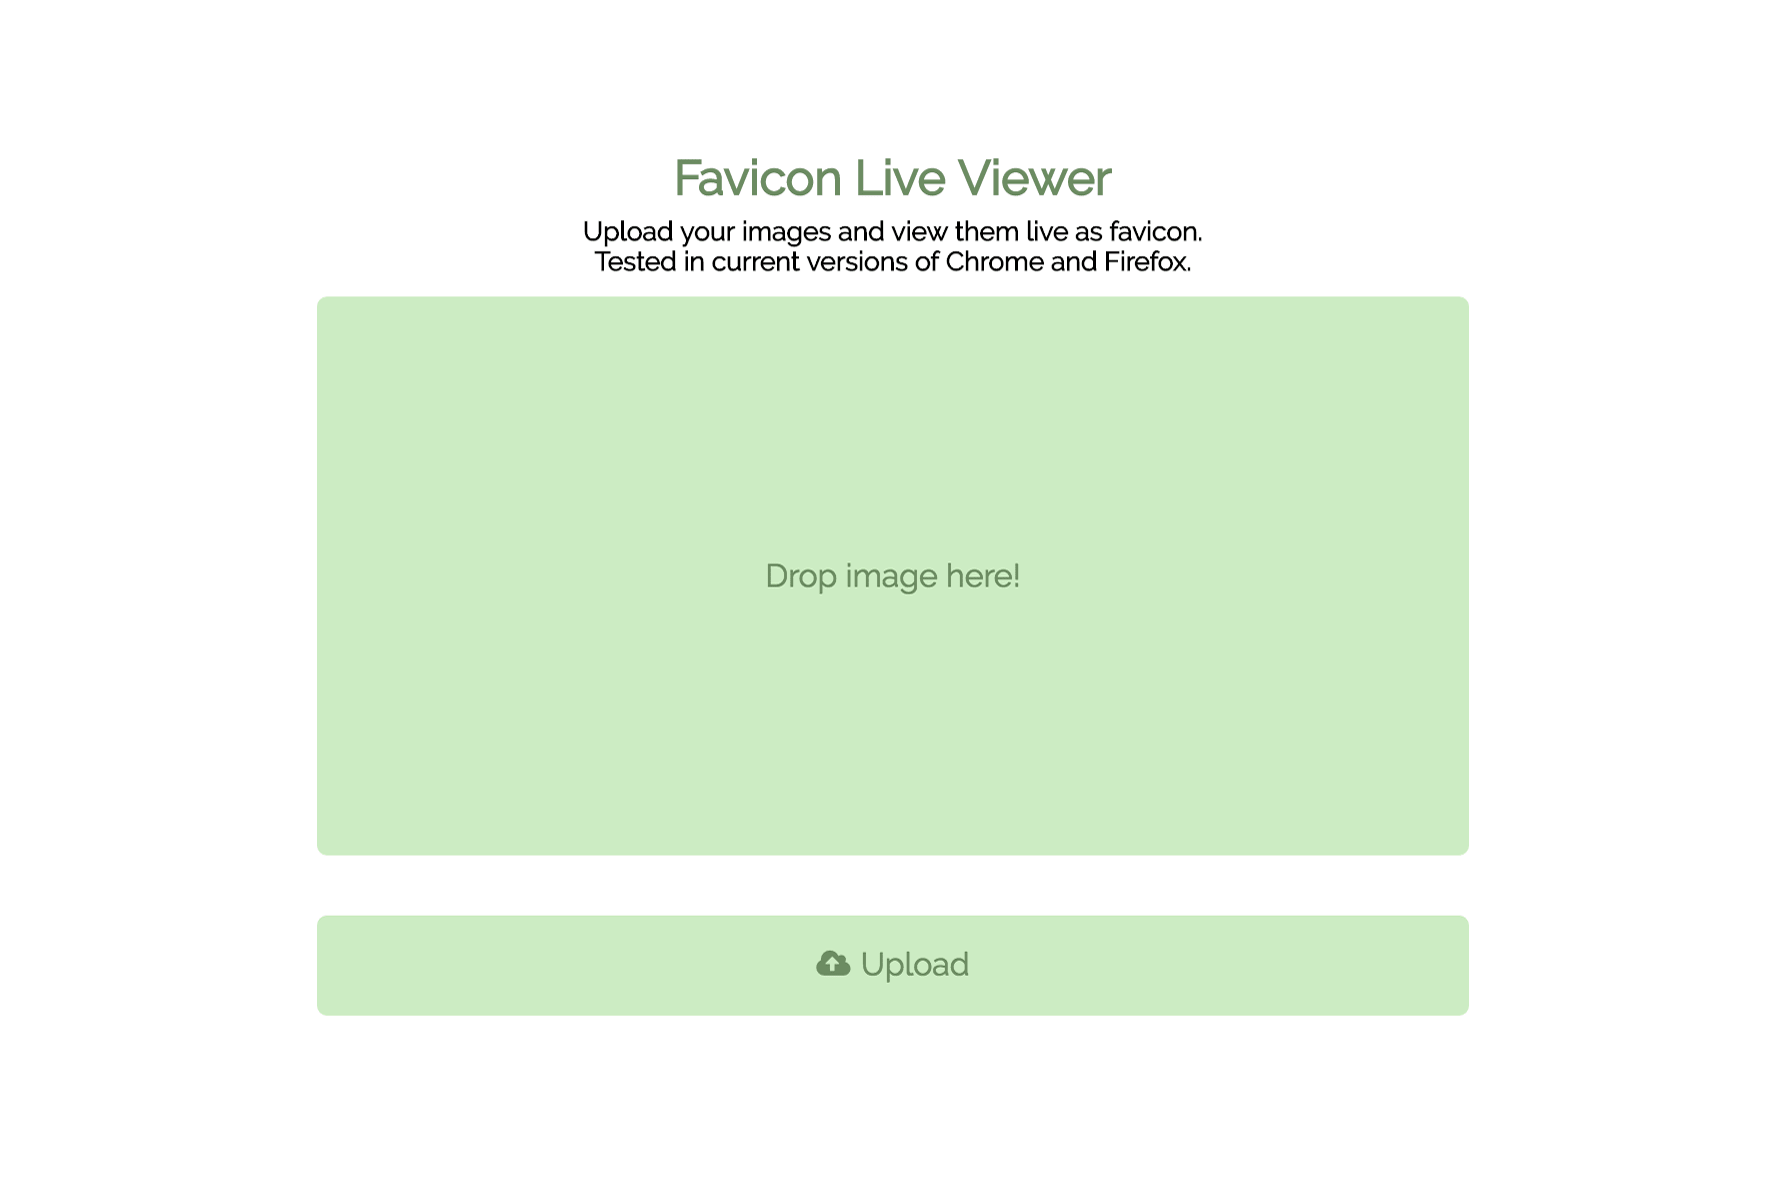 Favicon Live Viewer
Upload your images and view them live as favicon.
Tested in current versions of Chrome and Firefox.
Drop image here!
Upload